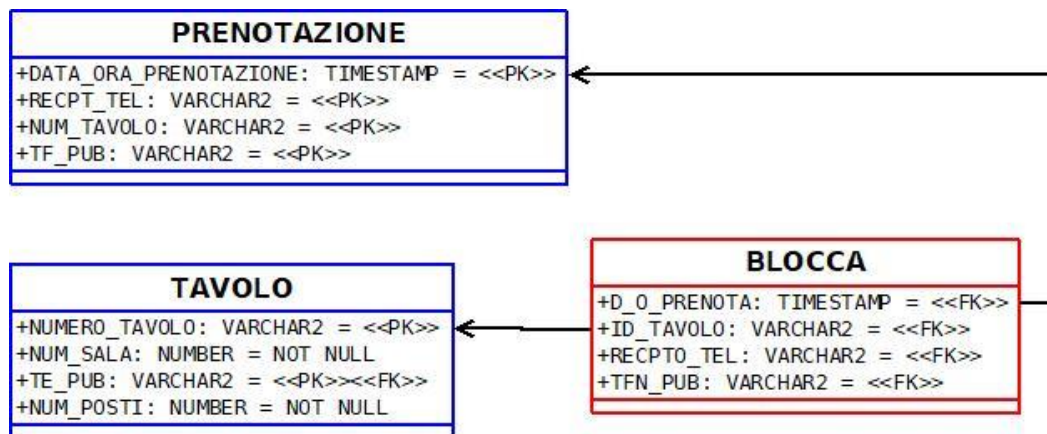 PRENOTAZIONE
+DATA_ORA_PRENOTAZIONE: TIMESTAMP = <<PK>>
+RECPT_TEL: VARCHAR2 = <<PK>>
+NUM_TAVOLO: VARCHAR2 = <<PK>>
+TF_PUB: VARCHAR2 = <<PK>>
TAVOLO
+NUMERO_TAVOLO: VARCHAR2 = <<PK>>
+NUM_SALA: NUMBER = NOT NULL
+TE_PUB: VARCHAR2 = <<PK>><<FK>>
+NUM_POSTI: NUMBER = NOT NULL
BLOCCA
+D_O_PRENOTA: TIMESTAMP = <<FK>>
+ID_TAVOLO: VARCHAR2 = <<FK>>
+RECPTO_TEL: VARCHAR2 = <<FK>>
+TFN_PUB: VARCHAR2 = <<FK>>